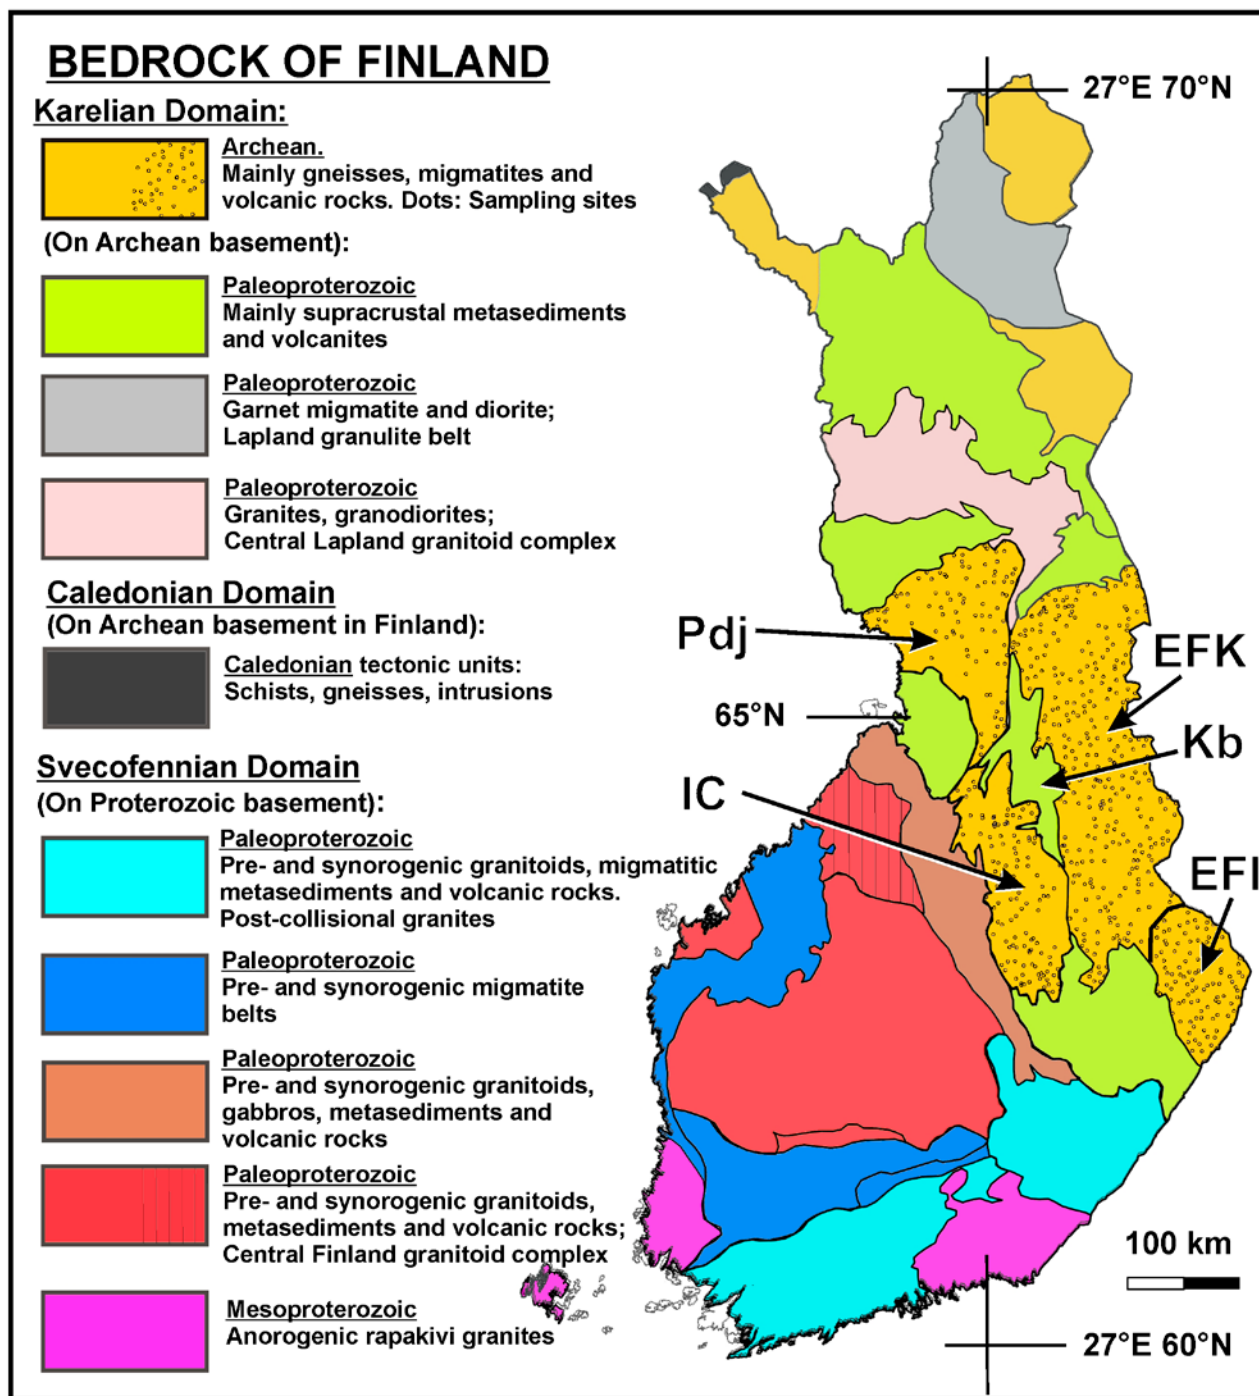 BEDROCK OF FINLAND
Karelian Domain:
Archean.
Mainly gneisses, migmatites and
volcanic rocks. Dots: Sampling sites
(On Archean basement):
Paleoproterozoic
Mainly supracrustal metasediments
and volcanites
Paleoproterozoic
Garnet migmatite and diorite;
Lapland granulite belt
Paleoproterozoic
Granites, granodiorites;
Central Lapland granitoid complex
Caledonian Domain
(On Archean basement in Finland):
Caledonian tectonic units:
Schists, gneisses, intrusions
Svecofennian Domain
(On Proterozoic basement):
Paleoproterozoic
Pre- and synorogenic granitoids, migmatitic
metasediments and volcanic rocks.
Post-collisional granites
Paleoproterozoic
Pre- and synorogenic migmatite
belts
Paleoproterozoic
Pre- and synorogenic granitoids,
gabbros, metasediments and
volcanic rocks
Paleoproterozoic
Pre- and synorogenic granitoids,
metasediments and volcanic rocks;
Central Finland granitoid complex
Mesoproterozoic
Anorogenic rapakivi granites
27°E 70°N
Pdj
EFK
65°N
Kb
IC
EFI
100 km
27°E 60°N